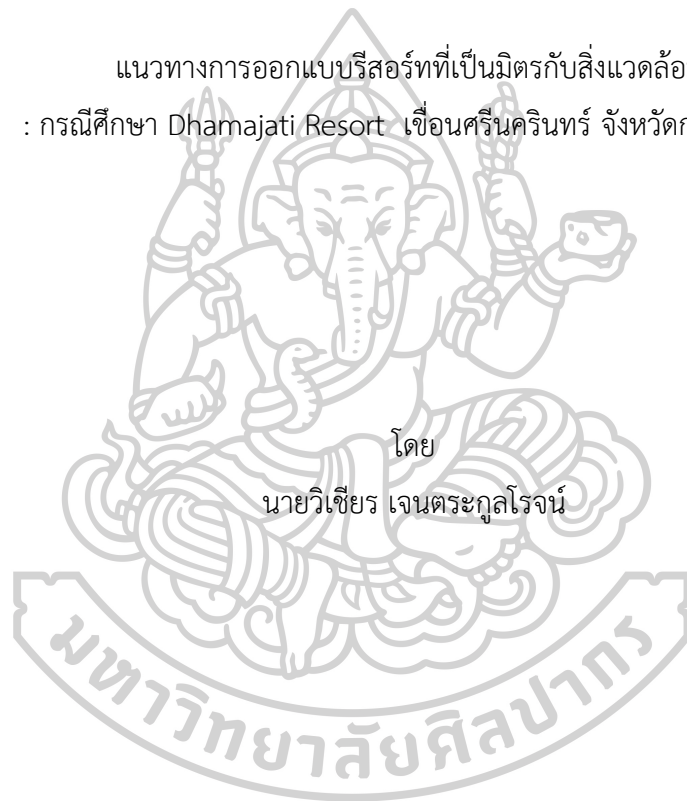 แนวทางการออกแบบรีสอร์ทที่เป็นมิตรกับสิ่งแวดล้อ
: กรณีศึกษา Dhamajati Resort เขื่อนศรีนครินทร์ จังหวัดก
โดย
นายวิเชียร เจนตระกูลโรจน์
มหาวิทยาลัยศิลปากร